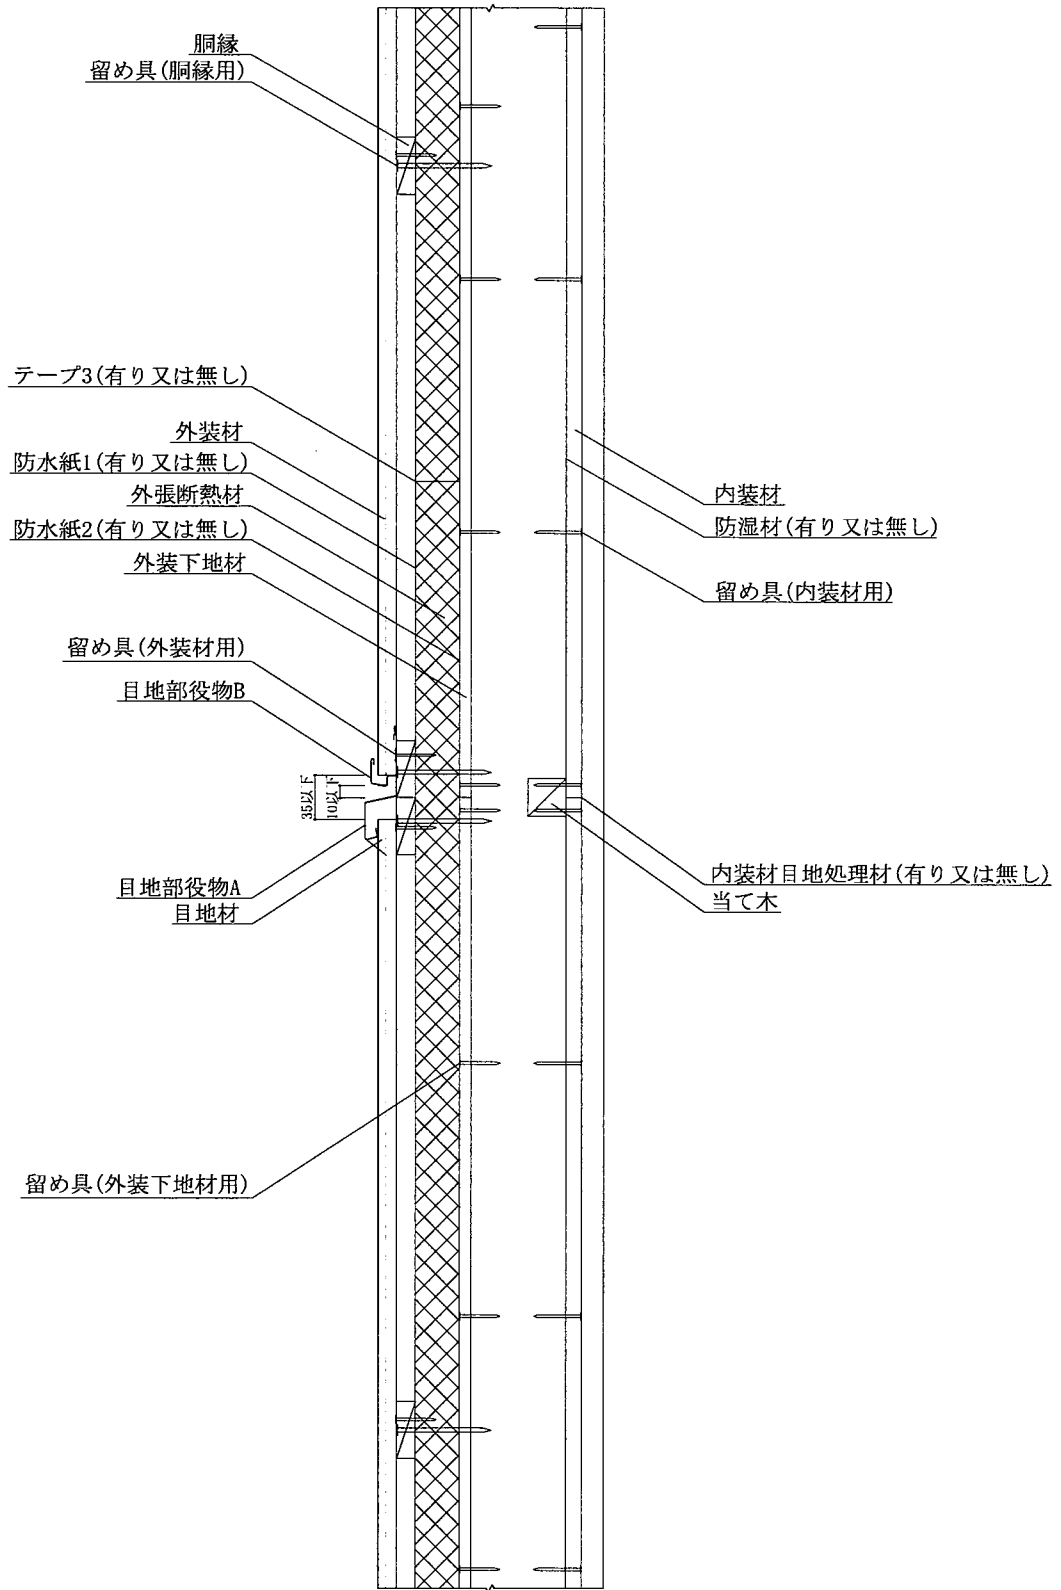 胴縁
留め具(胴縁用)
テープ3(有り又は無し)
外装材
防水紙1(有り又は無し)
外張断熱材
防水紙2(有り又は無し)
外装下地材
留め具(外装材用)
目地部役物B
35以下
10以下
目地部役物A
目地材
留め具(外装下地材用)
内装材
防湿材(有り又は無し)
留め具(内装材用)
内装材目地処理材(有り又は無し)
当て木